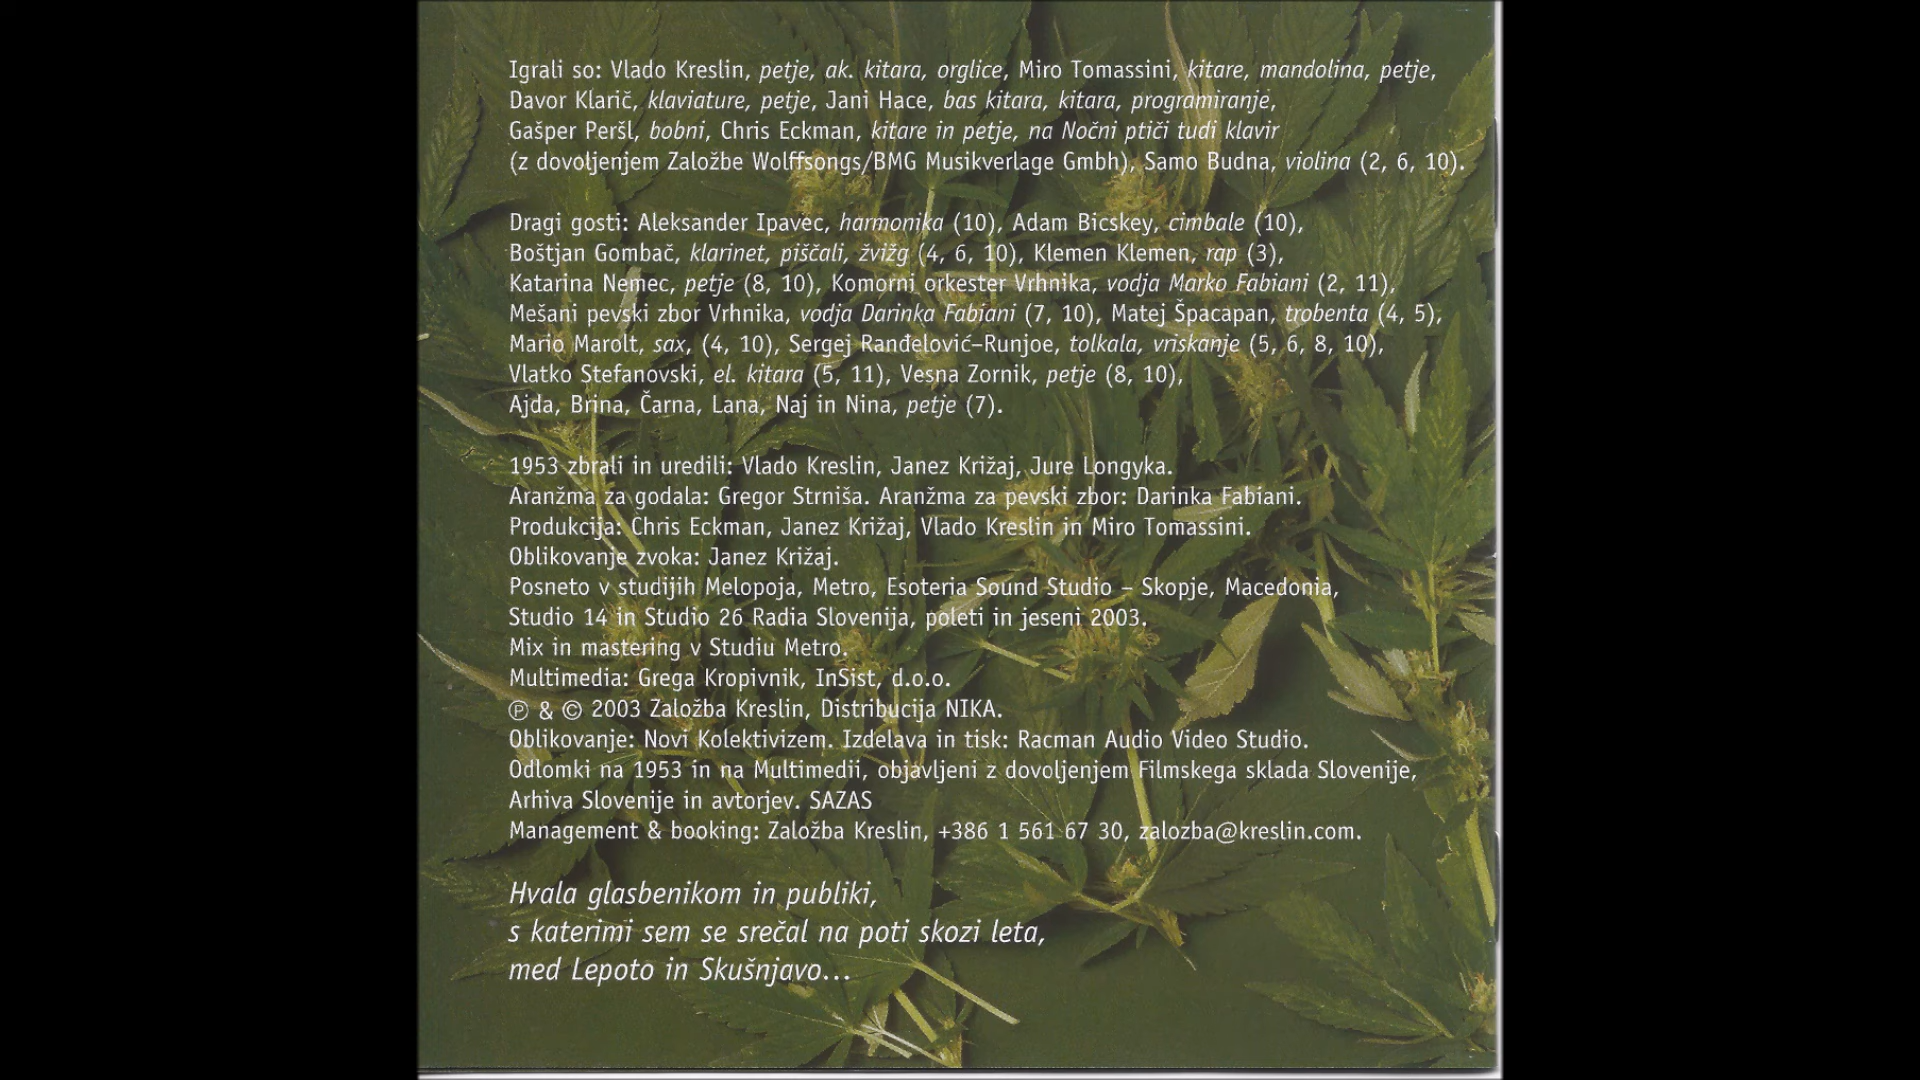 Igrali so: Vlado Kreslin, petje, ak. kitara, orglice, Miro Tomassini, kitare, mandolina, petje,
Davor Klarič, klaviature, petje, Jani Hace, bas kitara, kitara, programiranje,
Gašper Peršl, bobni, Chris Eckman, kitare in petje, na Nočni ptiči tudi klavir
(z dovoljenjem Založbe Wolffsongs/BMG Musikverlage Gmbh), Samo Budna, violina (2, 6, 10).
Dragi gosti: Aleksander Ipavec, harmonika (10), Adam Bicskey, cimbale (10),
Boštjan Gombač, klarinet, piščali, žvižg (4, 6, 10), Klemen Klemen, rap (3),
Katarina Nemec, petje (8, 10), Komorni orkester Vrhnika, vodja Marko Fabiani (2, 11),
Mešani pevski zbor Vrhnika, vodja Darinka Fabiani (7, 10), Matej Špacapan, trobenta (4, 5),
Mario Marolt, sax, (4, 10), Sergej Ranđelović–Runjoe, tolkala, vriskanje (5, 6, 8, 10),
Vlatko Stefanovski, el. kitara (5, 11), Vesna Zornik, petje (8, 10),
Ajda, Brina, Čarna, Lana, Naj in Nina, petje (7).
1953 zbrali in uredili: Vlado Kreslin, Janez Križaj, Jure Longyka.
Aranžma za godala: Gregor Strniša. Aranžma za pevski zbor: Darinka Fabiani.
Produkcija: Chris Eckman, Janez Križaj, Vlado Kreslin in Miro Tomassini.
Oblikovanje zvoka: Janez Križaj.
Posneto v studijih Melopoja, Metro, Esoteria Sound Studio – Skopje, Macedonia,
Studio 14 in Studio 26 Radia Slovenija, poleti in jeseni 2003.
Mix in mastering v Studiu Metro.
Multimedia: Grega Kropivnik, InSist, d.o.o.
℗ & © 2003 Založba Kreslin, Distribucija NIKA.
Oblikovanje: Novi Kolektivizem. Izdelava in tisk: Racman Audio Video Studio.
Odlomki na 1953 in na Multimedii, objavljeni z dovoljenjem Filmskega sklada Slovenije,
Arhiva Slovenije in avtorjev. SAZAS
Management & booking: Založba Kreslin, +386 1 561 67 30, zalozba@kreslin.com.
Hvala glasbenikom in publiki,
s katerimi sem se srečal na poti skozi leta,
med Lepoto in Skušnjavo...